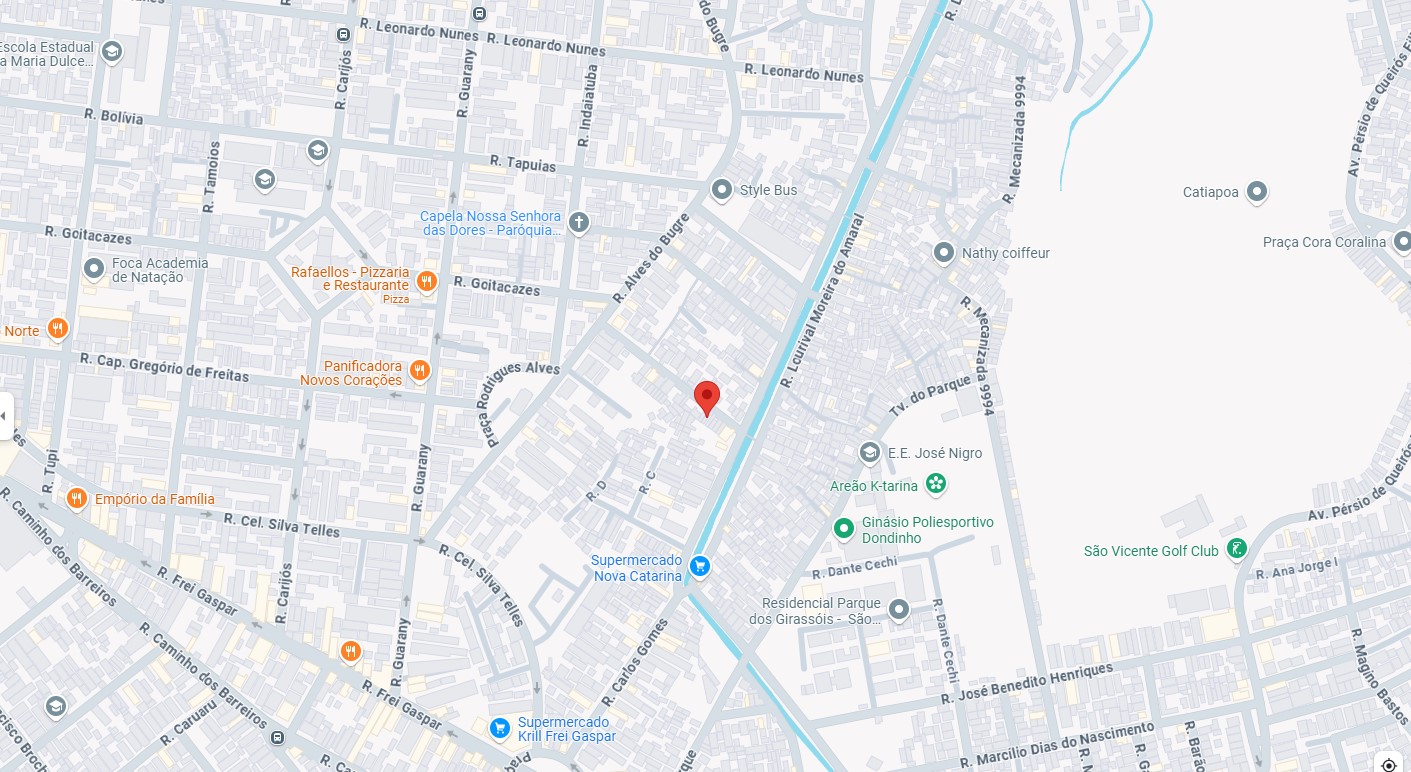 R. Leonardo Nunes
R. Leonardo Nunes
R. Leonardo Nunes
do Bugre
Escola Estadual
a Maria Dulce...
R. Carijós
R. Guarany
R. Indaiatuba
R. Mecanizada 9994
Av. Pérsio de Queirós
R. Bolívia
R. Tamoios
R. Tapuias
Style Bus
Catiapoa
Capela Nossa Senhora
das Dores - Paróquia...
R. Goitacazes
R. Alves do Bugre
Praça Cora Coralina
Foca Academia
de Natação
Nathy coiffeur
Rafaellos - Pizzaria
e Restaurante
Pizza
R. Goitacazes
R. Lcurival Moreira do Amaral
Norte
R. Mecanizada 9994
R. Cap. Gregório de Freitas
Panificadora
Novos Corações
Praça Rodrigues Alves
Tv. do Parque
R. Tupi
R. Guarany
E.E. José Nigro
Areão K-tarina
R. D
R. C
Empório da Família
R. Cel. Silva Telles
Ginásio Poliesportivo
Dondinho
Av. Pérsio de Queirós
São Vicente Golf Club
R. Caminho dos Barreiros
R. Cel. Silva Telles
Supermercado
Nova Catarina
R. Dante Cechi
R. Ana Jorge I
R. Frei Gaspar
R. Carijós
Residencial Parque
dos Girassóis - São...
R. Dante Cechi
R. Guarany
R. Carlos Gomes
R. Caminho dos Barreiros
R. José Benedito Henriques
R. Magino Bastos
R. Caruaru
R. Frei Gaspar
Supermercado
Krill Frei Gaspar
R. Marcilio Dias do Nascimento